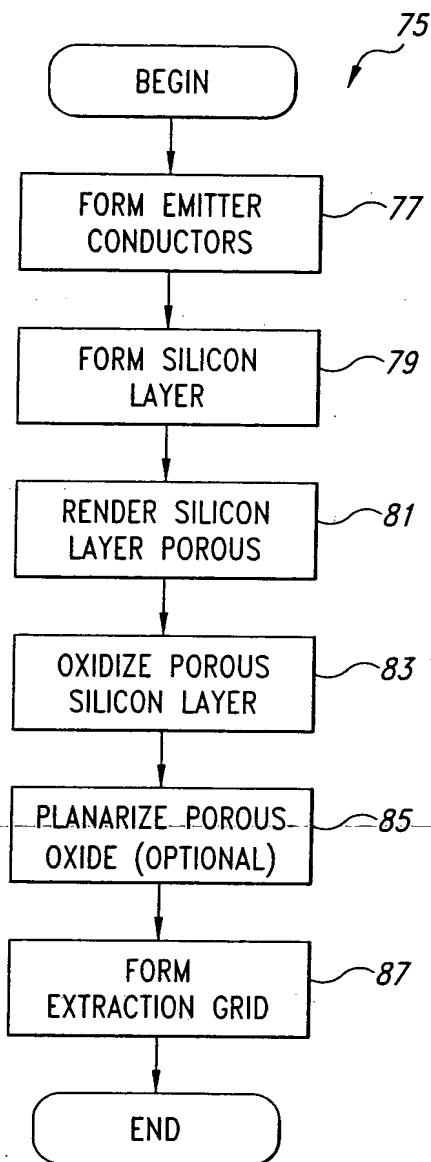 75
BEGIN
FORM EMITTER
CONDUCTORS
77
FORM SILICON
LAYER
79
RENDER SILICON
LAYER POROUS
81
OXIDIZE POROUS
SILICON LAYER
83
PLANARIZE POROUS
OXIDE (OPTIONAL)
85
FORM
EXTRACTION GRID
87
END